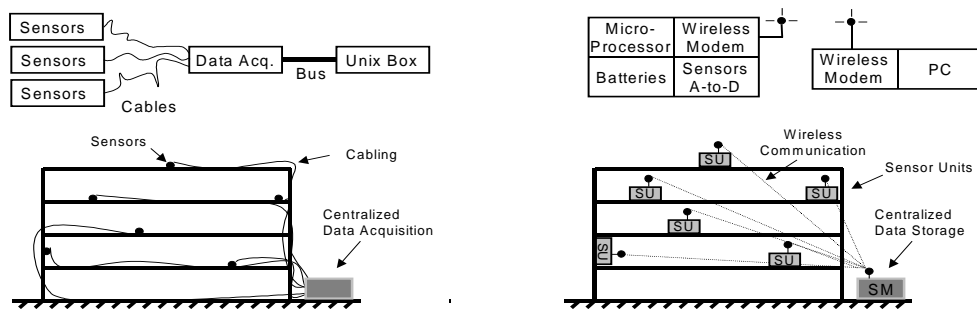 Sensors
Sensors
Sensors
Data Acq.
Bus
Unix Box
Cables
Sensors
Cabling
Centralized
Data Acquisition
Micro-
Processor
Wireless
Modem
Batteries
Sensors
A-to-D
Wireless
Modem
PC
Wireless
Communication
Sensor Units
Centralized
Data Storage
SU
SU
SU
SU
SU
SU
SM